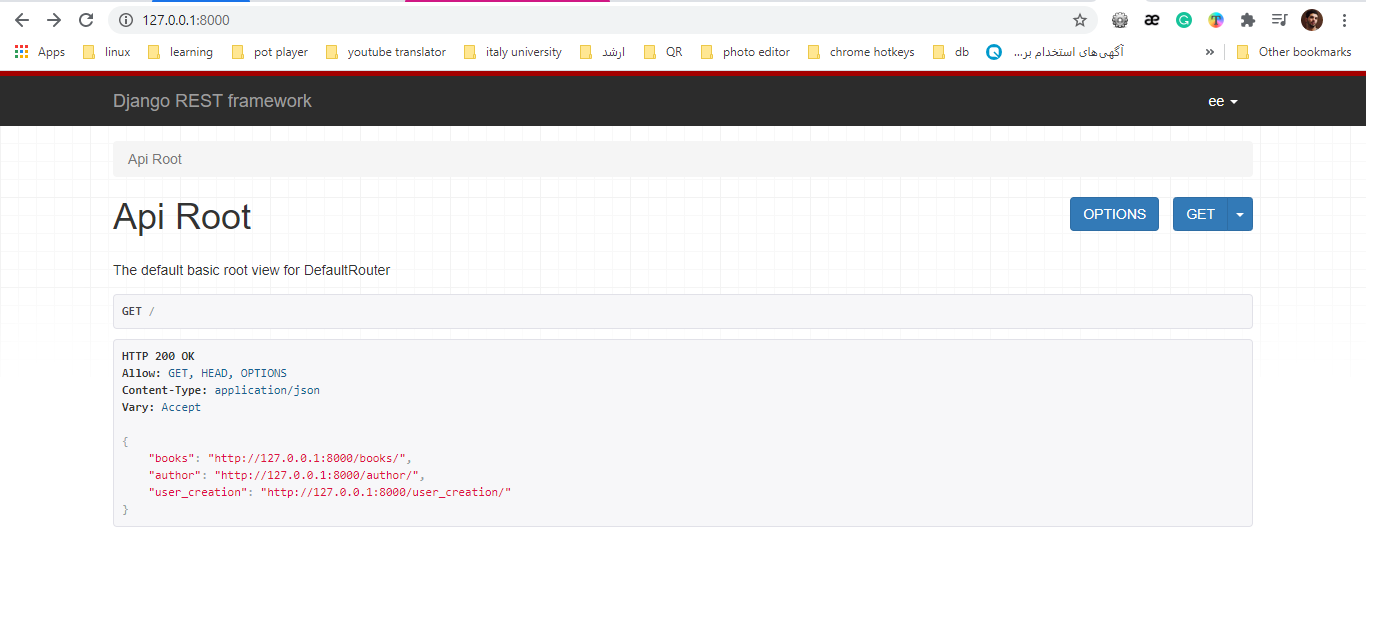 127.0.0.1:8000
Apps linux learning pot player youtube translator italy university ارشد QR photo editor chrome hotkeys db آگهی‌های استخدام بر... » Other bookmarks
Django REST framework ee
Api Root
Api Root OPTIONS GET
The default basic root view for DefaultRouter
GET /
HTTP 200 OK
Allow: GET, HEAD, OPTIONS
Content-Type: application/json
Vary: Accept
{
"books": "http://127.0.0.1:8000/books/",
"author": "http://127.0.0.1:8000/author/",
"user_creation": "http://127.0.0.1:8000/user_creation/"
}